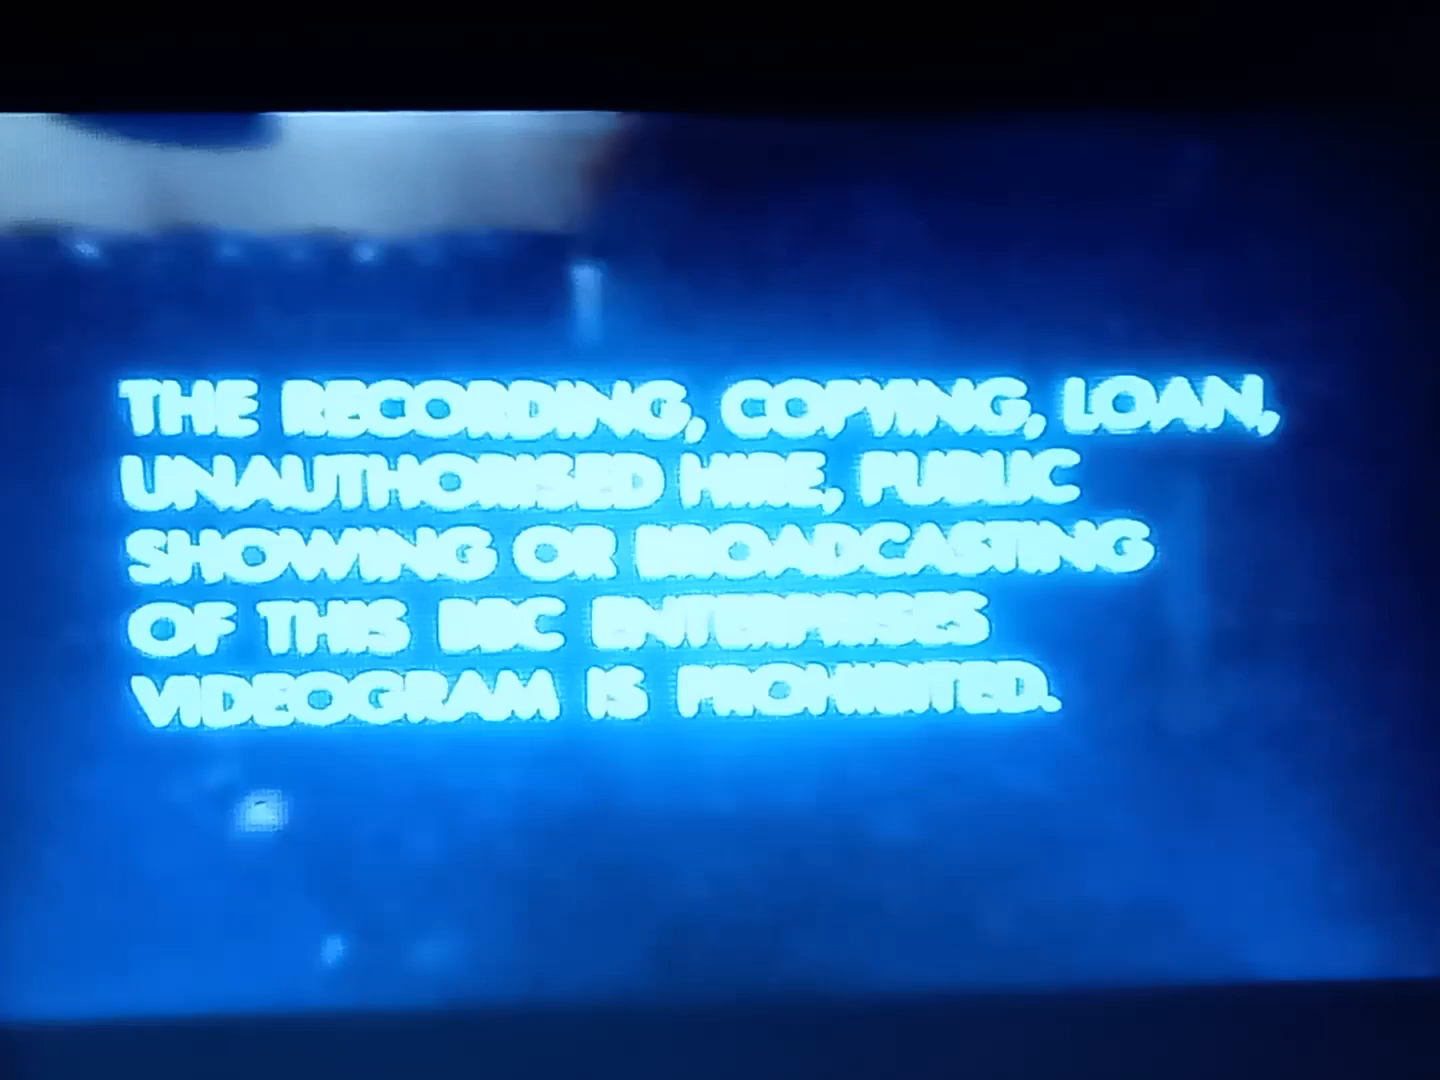 THE RECORDING, COPYING, LOAN,
UNAUTHORISED HIRE, PUBLIC
SHOWING OR BROADCASTING
OF THIS BBC ENTERPRISES
VIDEOGRAM IS PROHIBITED.